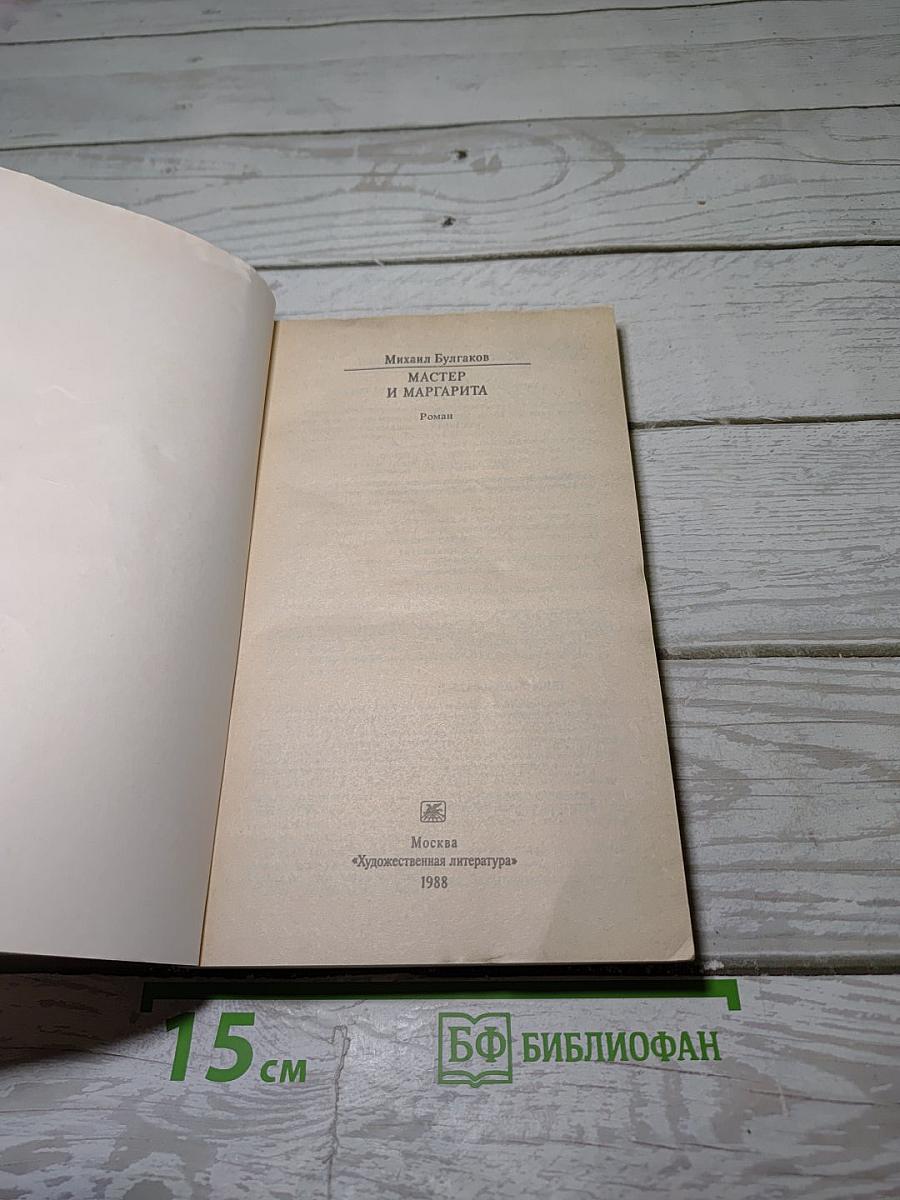 Михаил Булгаков
МАСТЕР
И МАРГАРИТА
Роман
Москва
«Художественная литература»
1988
15 см
БФ БИБЛИОФАН